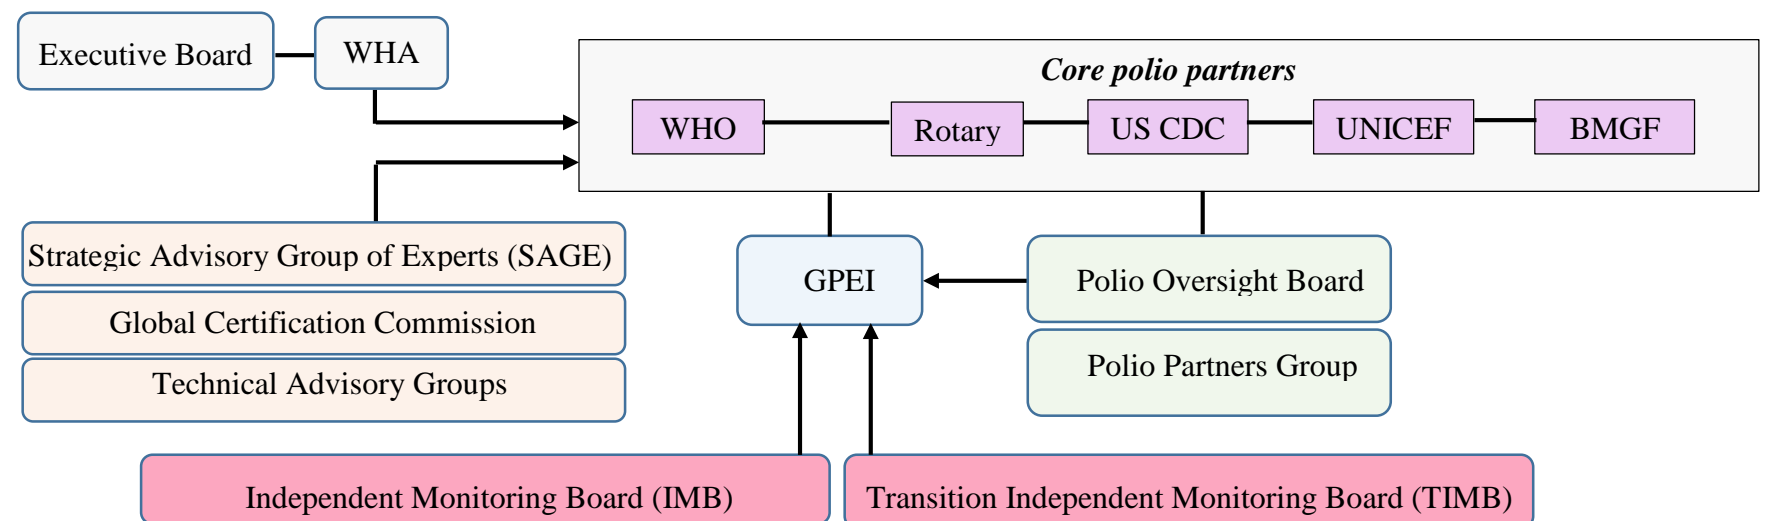 Executive Board
WHA
Core polio partners
WHO
Rotary
US CDC
UNICEF
BMGF
Strategic Advisory Group of Experts (SAGE)
Global Certification Commission
Technical Advisory Groups
GPEI
Polio Oversight Board
Polio Partners Group
Independent Monitoring Board (IMB)
Transition Independent Monitoring Board (TIMB)